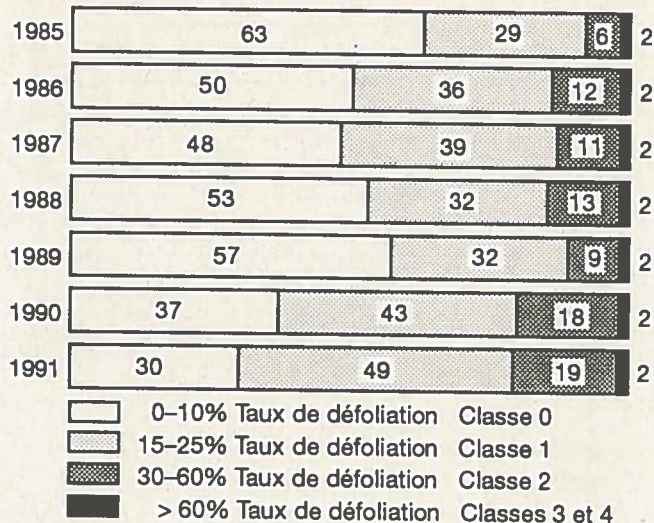 1985 63 29 6 2
1986 50 36 12 2
1987 48 39 11 2
1988 53 32 13 2
1989 57 32 9 2
1990 37 43 18 2
1991 30 49 19 2
0–10% Taux de défoliation Classe 0
15–25% Taux de défoliation Classe 1
30–60% Taux de défoliation Classe 2
> 60% Taux de défoliation Classes 3 et 4